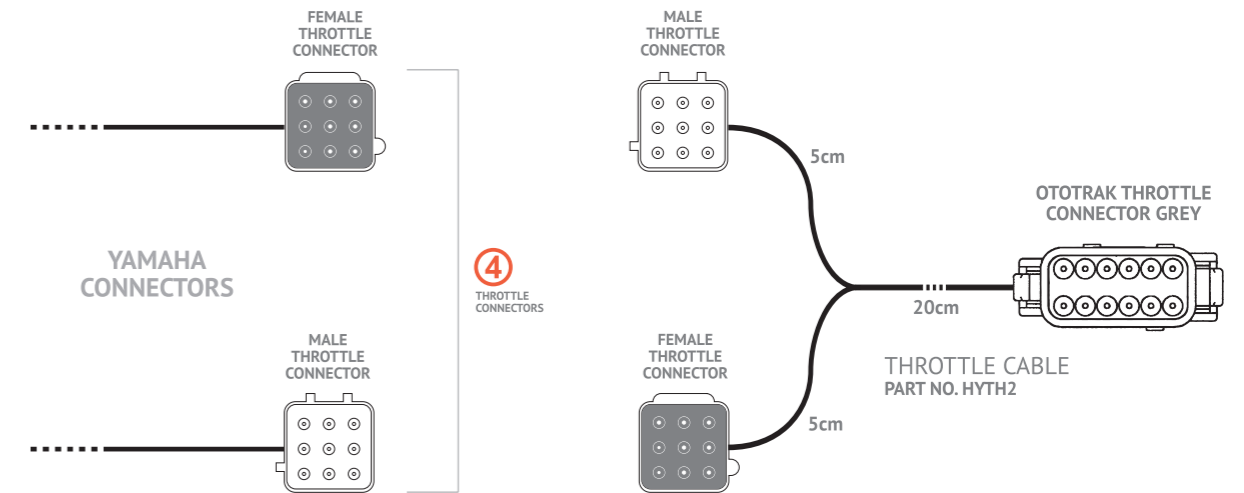 FEMALE
THROTTLE
CONNECTOR
MALE
THROTTLE
CONNECTOR
5cm
OTOTRAK THROTTLE
CONNECTOR GREY
YAMAHA
CONNECTORS
4
THROTTLE
CONNECTORS
20cm
MALE
THROTTLE
CONNECTOR
FEMALE
THROTTLE
CONNECTOR
THROTTLE CABLE
PART NO. HYTH2
5cm